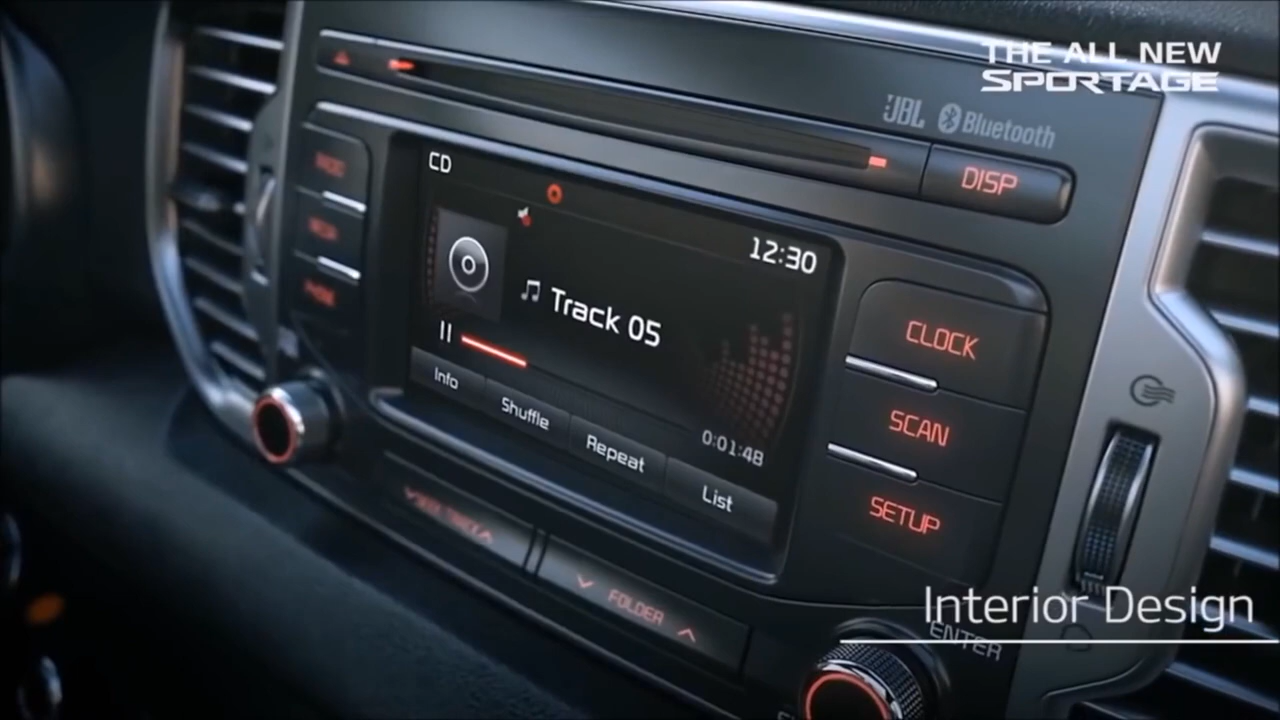 THE ALL NEW
SPORTAGE
JBL Bluetooth
DISP
CD
12:30
Track 05
Info
Shuffle
Repeat
List
0:01:48
CLOCK
SCAN
SETUP
FOLDER
Interior Design
ENTER